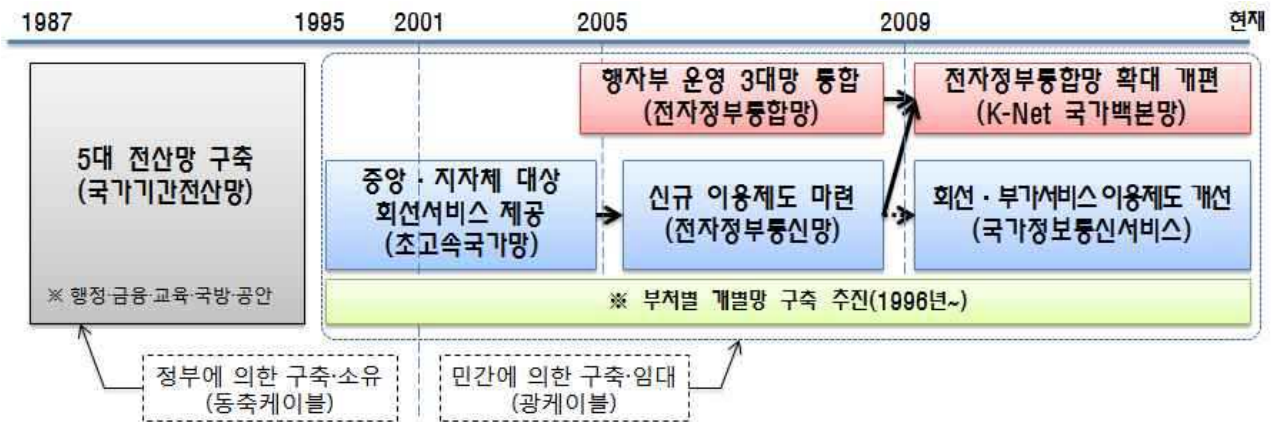 1987 1995 2001 2005 2009 현재
5대 전산망 구축
(국가기간전산망)
※ 행정·금융·교육·국방·공안
행자부 운영 3대망 통합
(전자정부통합망)
전자정부통합망 확대 개편
(K-Net 국가백본망)
중앙·지자체 대상
회선서비스 제공
(초고속국가망)
신규 이용제도 마련
(전자정부통신망)
회선·부가서비스 이용제도 개선
(국가정보통신서비스)
※ 부처별 개별망 구축 추진(1996년~)
정부에 의한 구축·소유
(동축케이블)
민간에 의한 구축·임대
(광케이블)